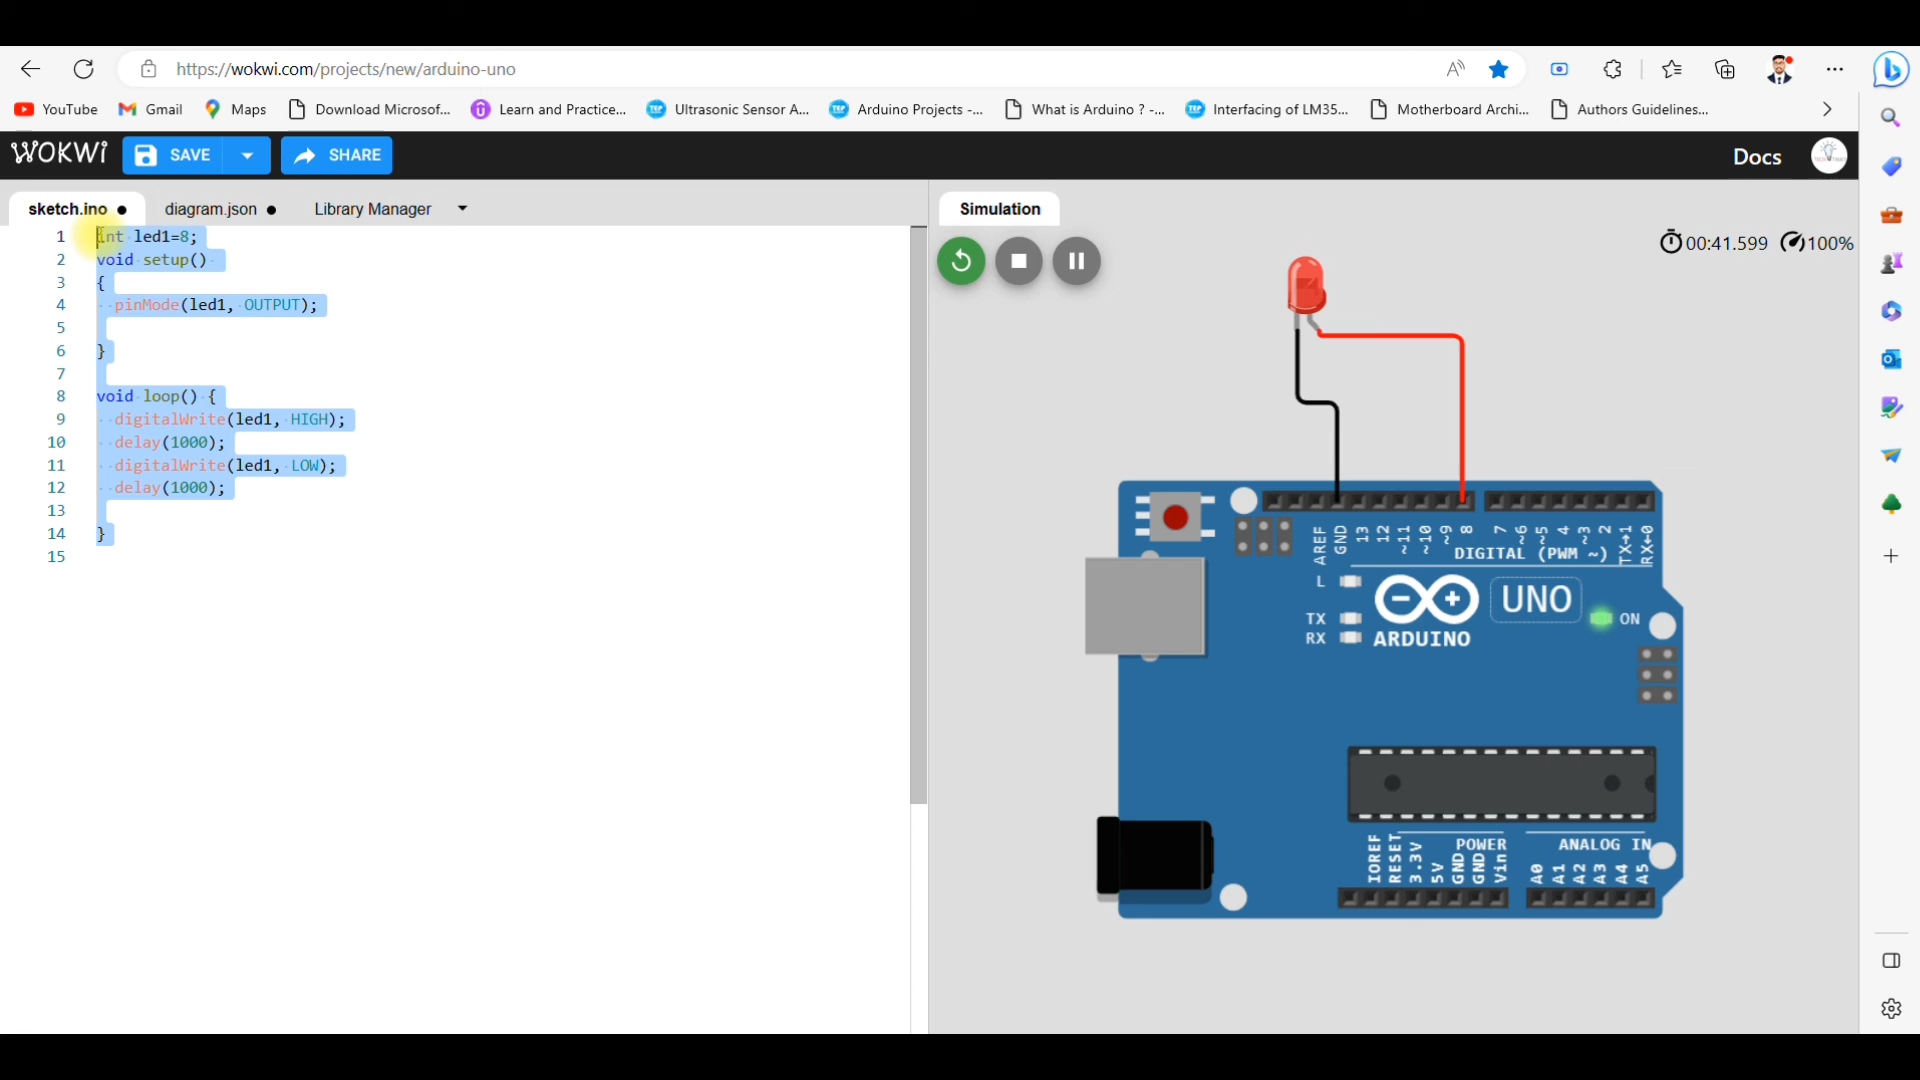 https://wokwi.com/projects/new/arduino-uno
YouTube Gmail Maps Download Microsof... Learn and Practice... Ultrasonic Sensor A... Arduino Projects -... What is Arduino ? -... Interfacing of LM35... Motherboard Archi... Authors Guidelines...
WOKWI SAVE SHARE Docs
sketch.ino diagram.json Library Manager
Simulation
00:41.599 100%
1 int led1=8;
2 void setup()
3 {
4 pinMode(led1, OUTPUT);
5
6 }
7
8 void loop() {
9 digitalWrite(led1, HIGH);
10 delay(1000);
11 digitalWrite(led1, LOW);
12 delay(1000);
13
14 }
15
AREF GND 13 12 ~11 ~10 ~9 8 7 ~6 ~5 4 ~3 2 TX→1 RX←0
DIGITAL (PWM ~)
L
UNO
TX ON
RX ARDUINO
POWER ANALOG IN
IOREF RESET 3.3V 5V GND GND Vin A0 A1 A2 A3 A4 A5